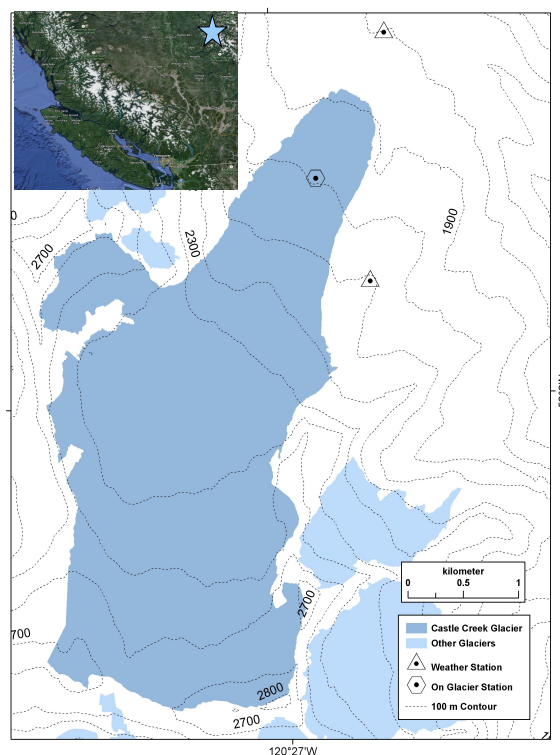 0
2700
2300
1900
kilometer
0 0.5 1
2700
700
Castle Creek Glacier
Other Glaciers
Weather Station
On Glacier Station
100 m Contour
2800
2700
120°27'W